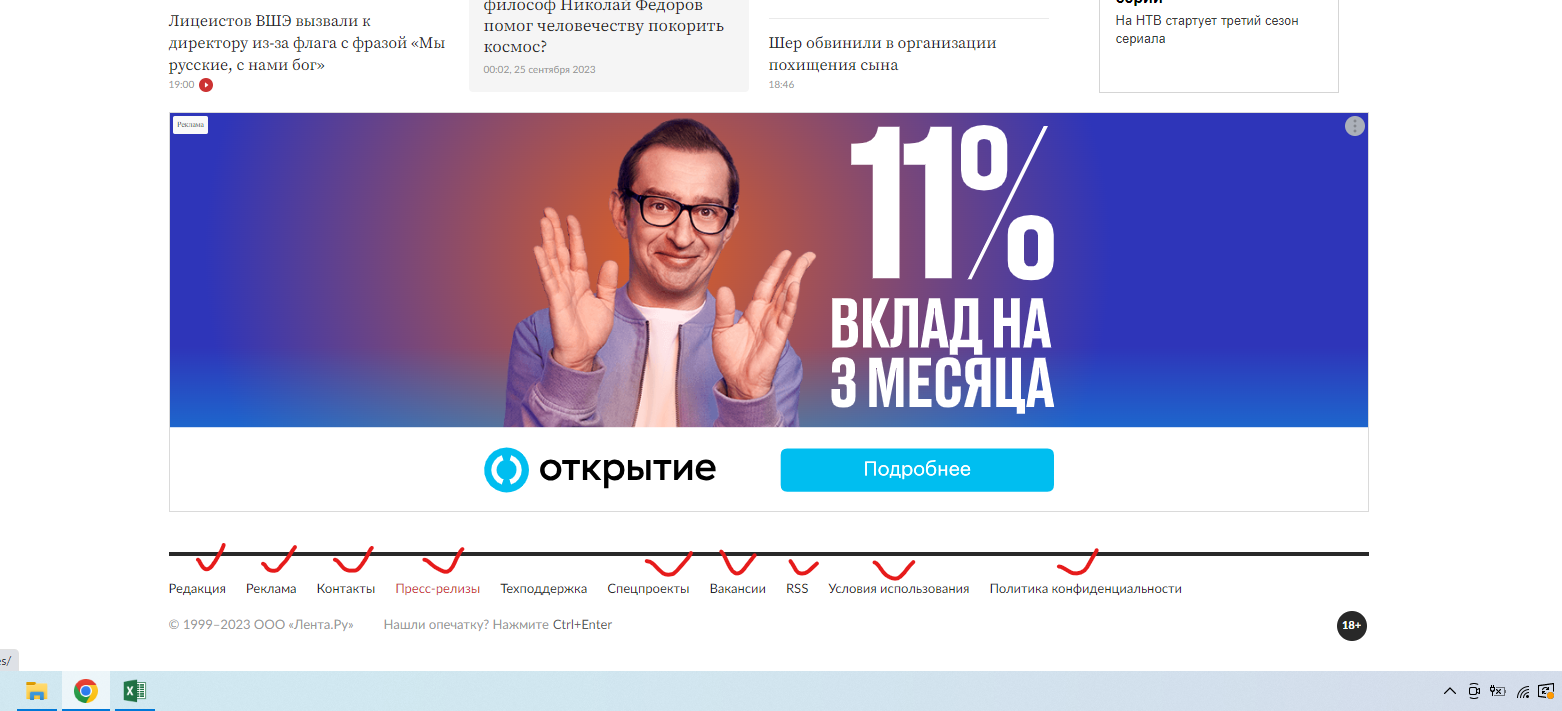 Лицеистов ВШЭ вызвали к
директору из-за флага с фразой «Мы
русские, с нами бог»
19:00
философ Николай Федоров
помог человечеству покорить
космос?
00:02, 25 сентября 2023
Шер обвинили в организации
похищения сына
18:46
серий
На НТВ стартует третий сезон
сериала
Реклама
11%
ВКЛАД НА
3 МЕСЯЦА
открытие
Подробнее
Редакция Реклама Контакты Пресс-релизы Техподдержка Спецпроекты Вакансии RSS Условия использования Политика конфиденциальности
© 1999–2023 ООО «Лента.Ру» Нашли опечатку? Нажмите Ctrl+Enter
18+
es/